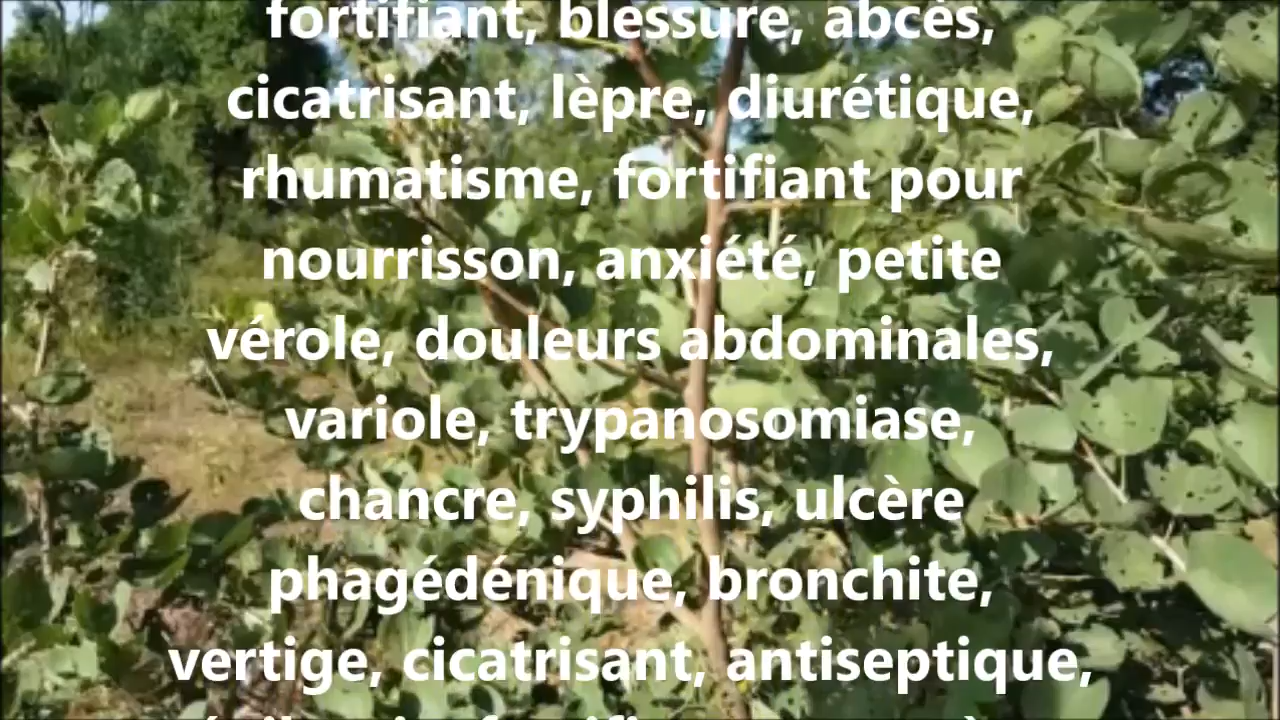 fortifiant, blessure, abcès,
cicatrisant, lèpre, diurétique,
rhumatisme, fortifiant pour
nourrisson, anxiété, petite
vérole, douleurs abdominales,
variole, trypanosomiase,
chancre, syphilis, ulcère
phagédénique, bronchite,
vertige, cicatrisant, antiseptique,